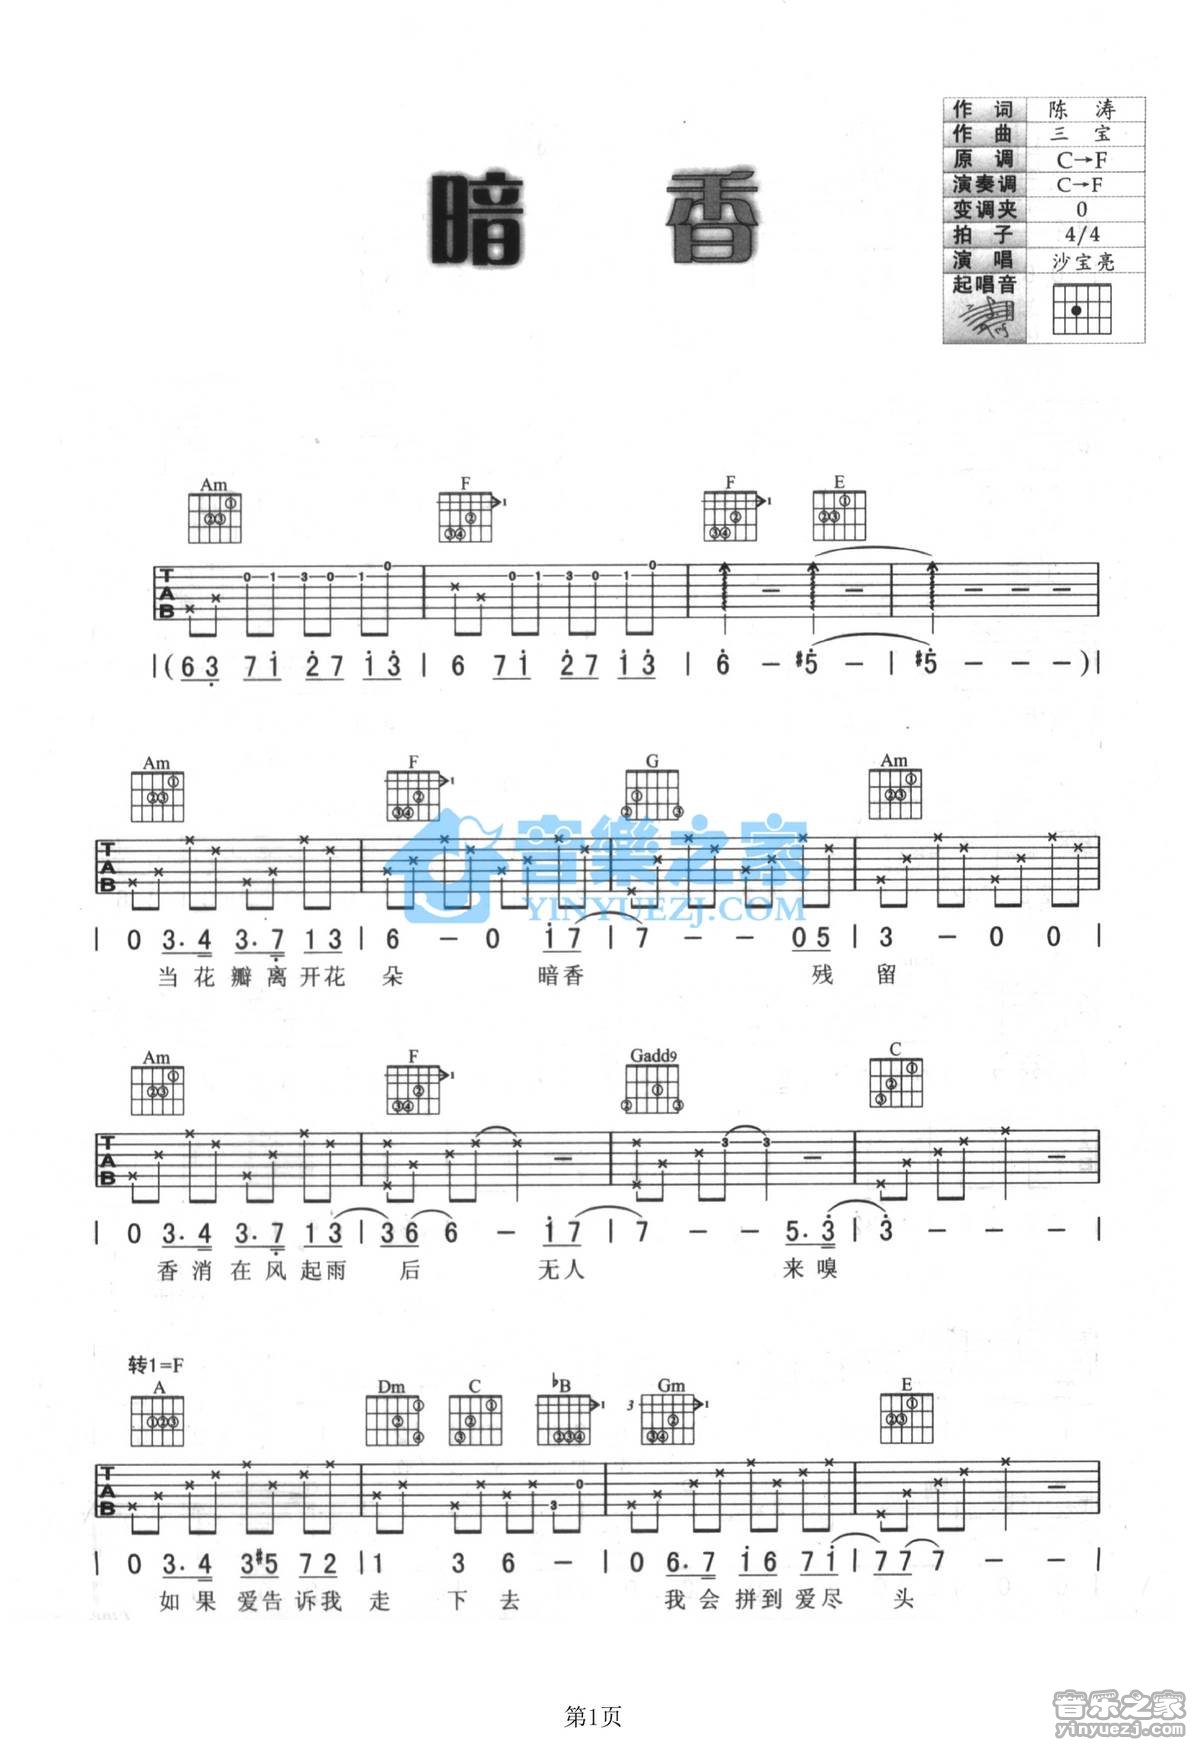 暗 香
作 词 陈 涛
作 曲 三 宝
原 调 C→F
演奏调 C→F
变调夹 0
拍 子 4/4
演 唱 沙宝亮
起唱音
Am F F E
T A B 0 1 3 0 1 0 0 1 3 0 1 0
|( 6 3 7 1 2 7 1 3 | 6 7 1 2 7 1 3 | 6 - #5 - | #5 - - - )|
Am F G Am
T A B
音樂之家
YINYUEZJ.COM
| 0 3. 4 3. 7 1 3 | 6 - 0 1 7 | 7 - - 0 5 | 3 - 0 0 |
当 花 瓣 离 开 花 朵 暗 香 残 留
Am F Gadd9 C
T A B 3 3
| 0 3. 4 3. 7 1 3 | 3 6 6 - 1 7 | 7 - - 5. 3 | 3 - - - |
香 消 在 风 起 雨 后 无 人 来 嗅
转1=F
A Dm C ♭B Gm E
3
T A B 3 0
| 0 3. 4 3 #5 7 2 | 1 3 6 - | 0 6. 7 1 6 7 1 | 7 7 7 - - |
如 果 爱 告 诉 我 走 下 去 我 会 拼 到 爱 尽 头
第1页
音乐之家
yinyuezj.com